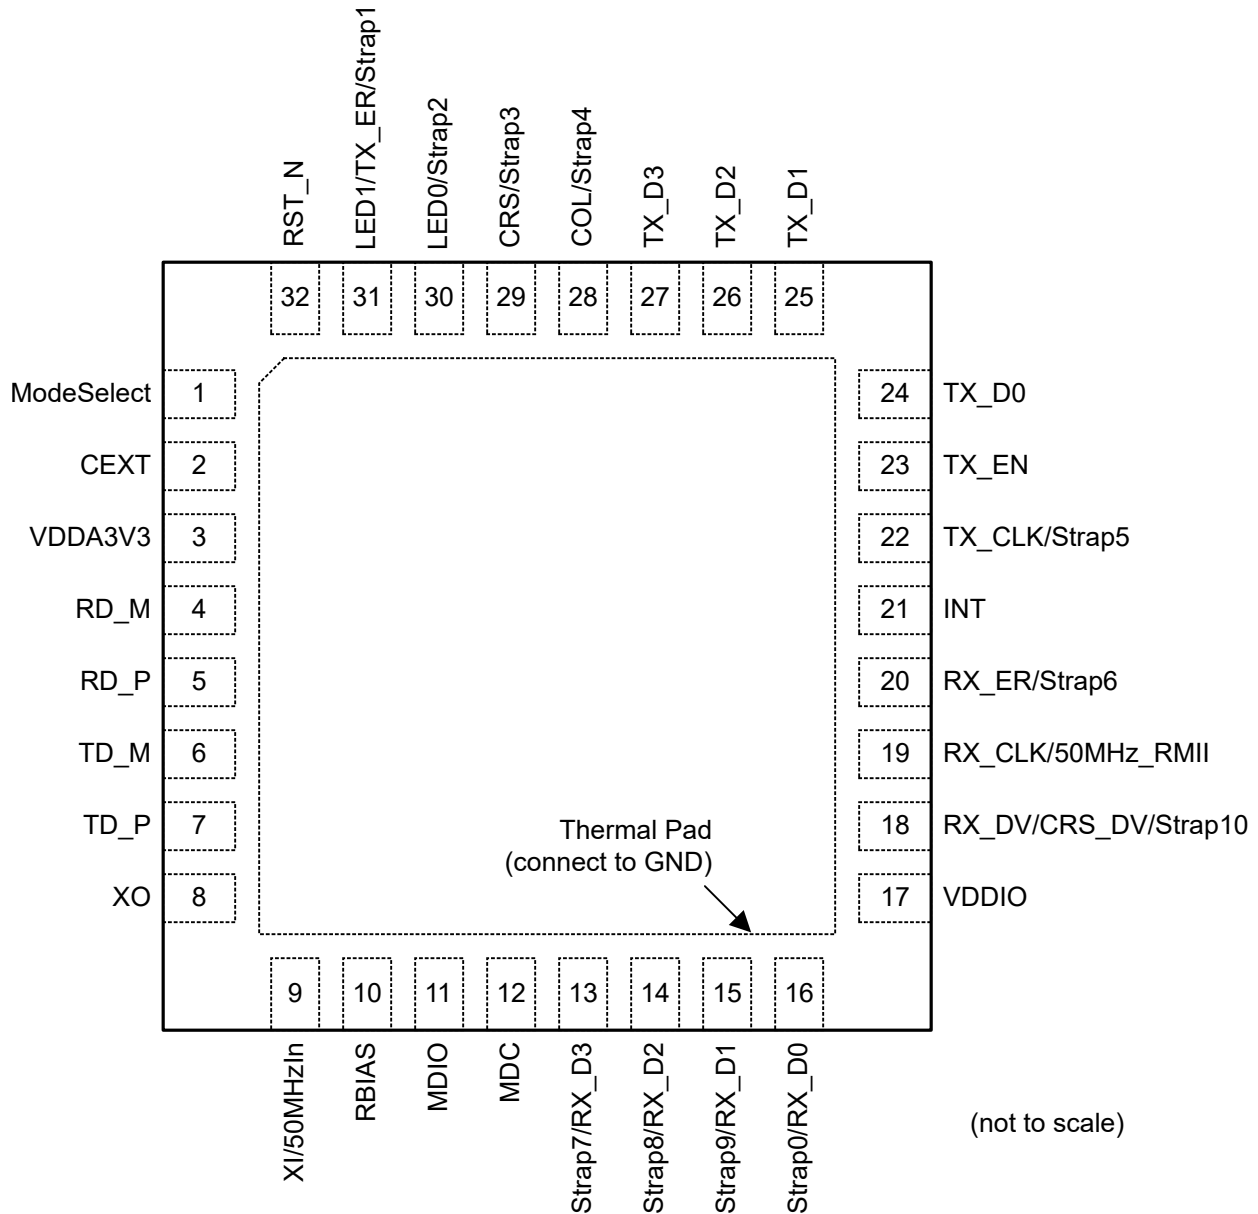 RST_N
LED1/TX_ER/Strap1
LED0/Strap2
CRS/Strap3
COL/Strap4
TX_D3
TX_D2
TX_D1
32
31
30
29
28
27
26
25
ModeSelect 1
CEXT 2
VDDA3V3 3
RD_M 4
RD_P 5
TD_M 6
TD_P 7
XO 8
24 TX_D0
23 TX_EN
22 TX_CLK/Strap5
21 INT
20 RX_ER/Strap6
19 RX_CLK/50MHz_RMII
18 RX_DV/CRS_DV/Strap10
17 VDDIO
Thermal Pad
(connect to GND)
9
10
11
12
13
14
15
16
XI/50MHzIn
RBIAS
MDIO
MDC
Strap7/RX_D3
Strap8/RX_D2
Strap9/RX_D1
Strap0/RX_D0
(not to scale)